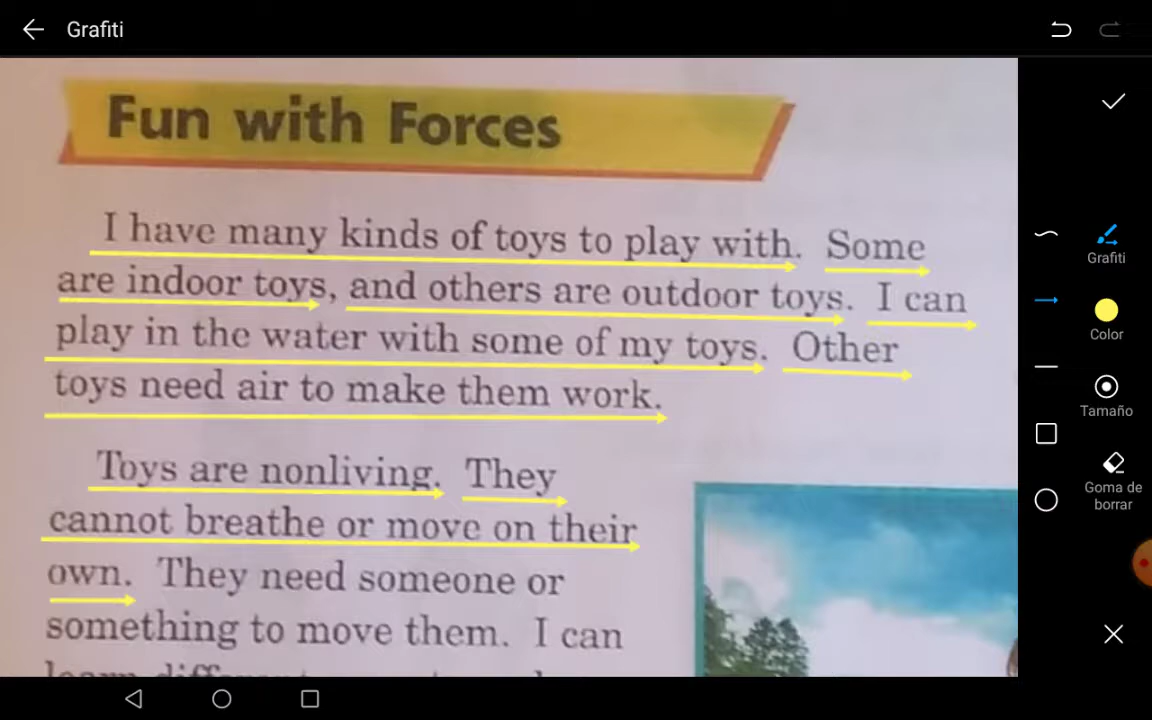 Grafiti
Fun with Forces
I have many kinds of toys to play with. Some
are indoor toys, and others are outdoor toys. I can
play in the water with some of my toys. Other
toys need air to make them work.
Toys are nonliving. They
cannot breathe or move on their
own. They need someone or
something to move them. I can
Grafiti
Color
Tamaño
Goma de
borrar